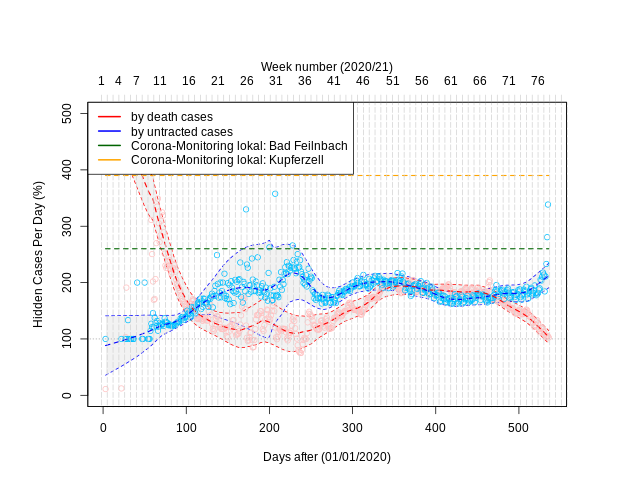 Week number (2020/21)
1 4 7 11 16 21 26 31 36 41 46 51 56 61 66 71 76
by death cases
by untracted cases
Corona-Monitoring lokal: Bad Feilnbach
Corona-Monitoring lokal: Kupferzell
Hidden Cases Per Day (%)
500
400
300
200
100
0
0 100 200 300 400 500
Days after (01/01/2020)